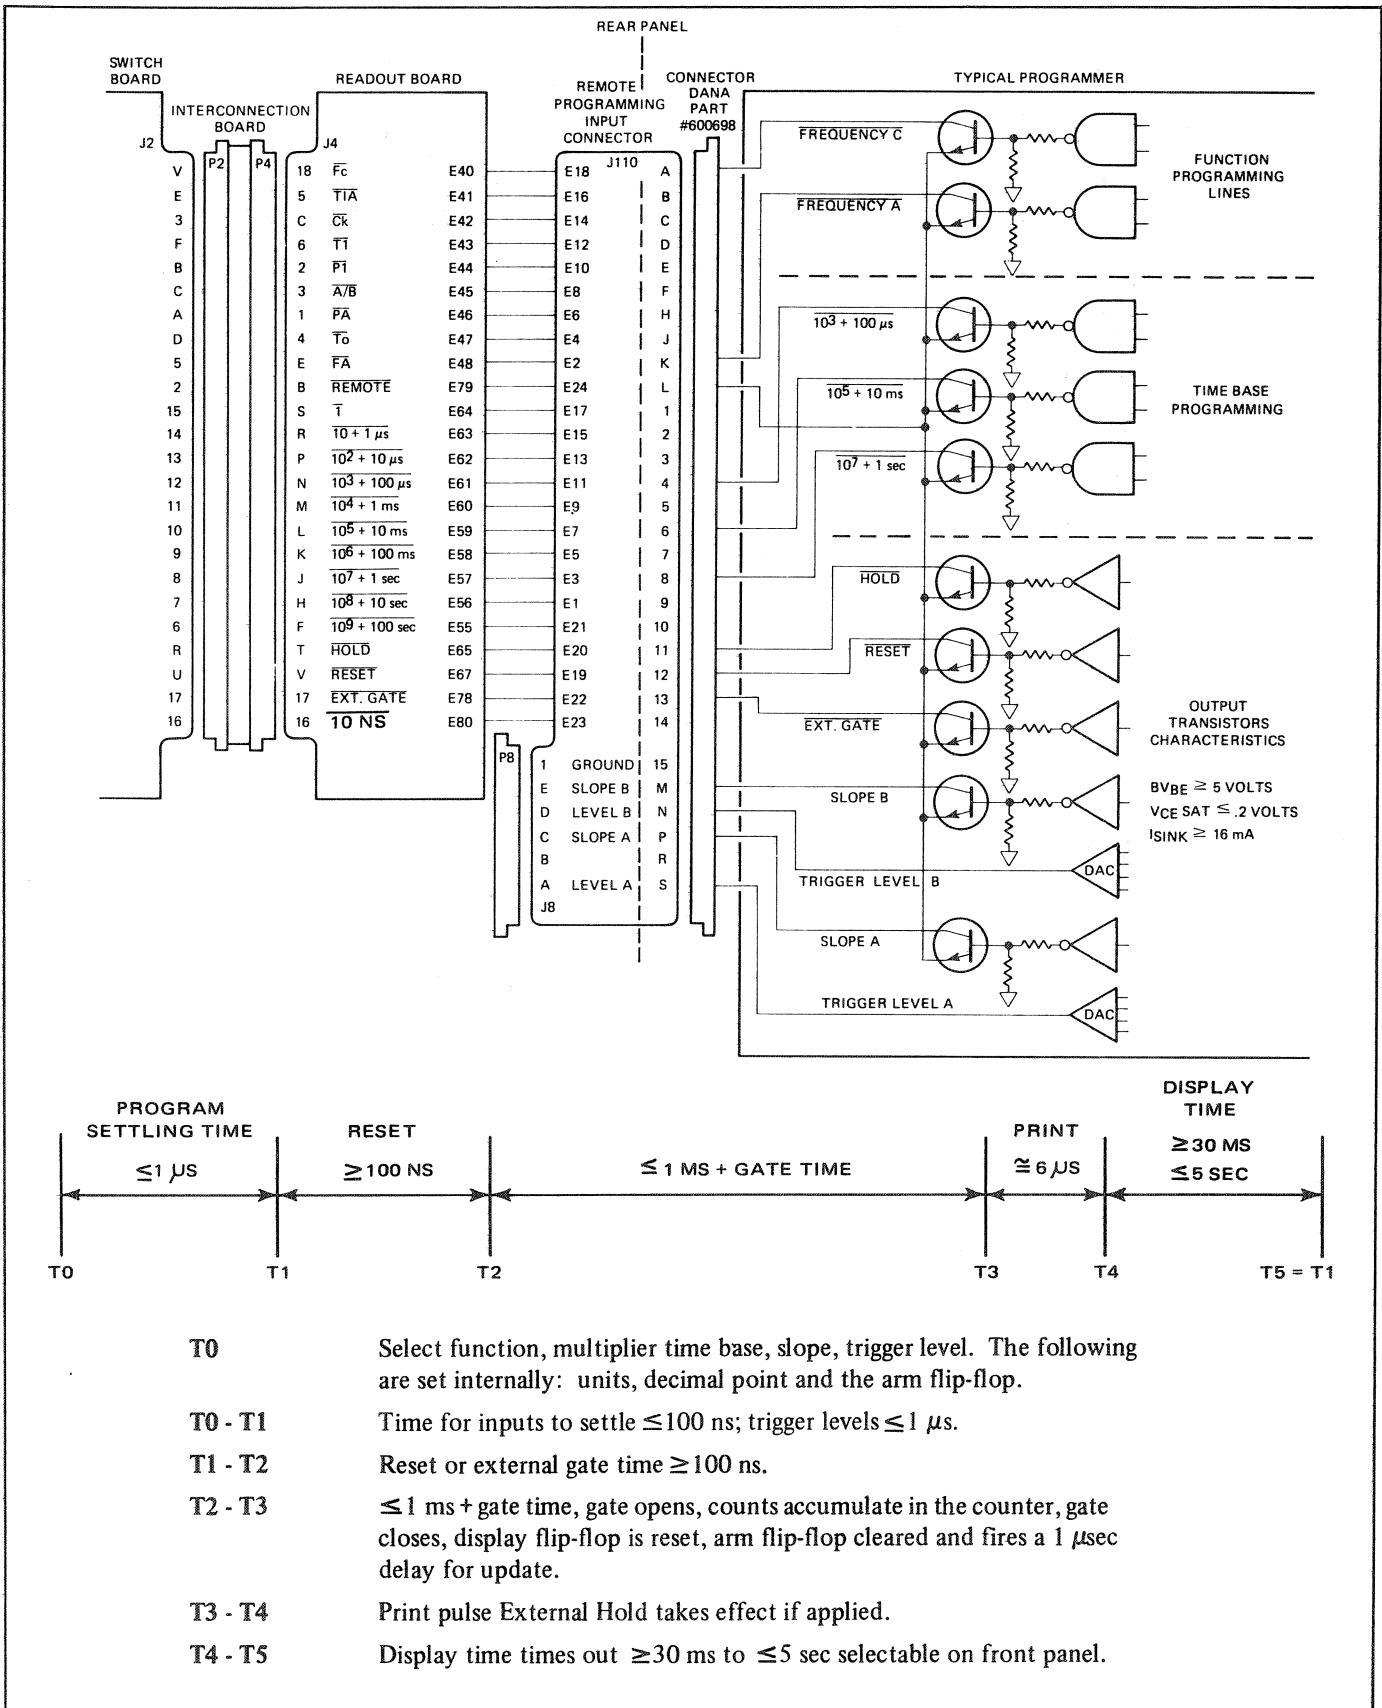 REAR PANEL
SWITCH
BOARD
READOUT BOARD
CONNECTOR
DANA
PART
#600698
TYPICAL PROGRAMMER
REMOTE
PROGRAMMING
INPUT
CONNECTOR
INTERCONNECTION
BOARD
J2
P2
P4
J4
J110
V 18 Fc E40 E18 A
E 5 TIA E41 E16 B
3 C Ck E42 E14 C
F 6 T1 E43 E12 D
B 2 P1 E44 E10 E
C 3 A/B E45 E8 F
A 1 PA E46 E6 H
D 4 To E47 E4 J
5 E FA E48 E2 K
2 B REMOTE E79 E24 L
15 S 1 E64 E17 1
14 R 10 + 1 μs E63 E15 2
13 P 10² + 10 μs E62 E13 3
12 N 10³ + 100 μs E61 E11 4
11 M 10⁴ + 1 ms E60 E9 5
10 L 10⁵ + 10 ms E59 E7 6
9 K 10⁶ + 100 ms E58 E5 7
8 J 10⁷ + 1 sec E57 E3 8
7 H 10⁸ + 10 sec E56 E1 9
6 F 10⁹ + 100 sec E55 E21 10
R T HOLD E65 E20 11
U V RESET E67 E19 12
17 17 EXT. GATE E78 E22 13
16 16 10 NS E80 E23 14
P8
1 GROUND 15
E SLOPE B M
D LEVEL B N
C SLOPE A P
B R
A LEVEL A S
J8
FREQUENCY C
FREQUENCY A
FUNCTION
PROGRAMMING
LINES
10³ + 100 μs
10⁵ + 10 ms
10⁷ + 1 sec
TIME BASE
PROGRAMMING
HOLD
RESET
EXT. GATE
SLOPE B
OUTPUT
TRANSISTORS
CHARACTERISTICS
BVBE ≥ 5 VOLTS
VCE SAT ≤ .2 VOLTS
ISINK ≥ 16 mA
TRIGGER LEVEL B
DAC
SLOPE A
TRIGGER LEVEL A
DAC
PROGRAM
SETTLING TIME
≤1 μS
RESET
≥100 NS
≤ 1 MS + GATE TIME
PRINT
≅ 6 μS
DISPLAY
TIME
≥30 MS
≤5 SEC
T0 T1 T2 T3 T4 T5 = T1
T0 Select function, multiplier time base, slope, trigger level. The following
are set internally: units, decimal point and the arm flip-flop.
T0 - T1 Time for inputs to settle ≤100 ns; trigger levels ≤ 1 μs.
T1 - T2 Reset or external gate time ≥100 ns.
T2 - T3 ≤1 ms + gate time, gate opens, counts accumulate in the counter, gate
closes, display flip-flop is reset, arm flip-flop cleared and fires a 1 μsec
delay for update.
T3 - T4 Print pulse External Hold takes effect if applied.
T4 - T5 Display time times out ≥30 ms to ≤5 sec selectable on front panel.